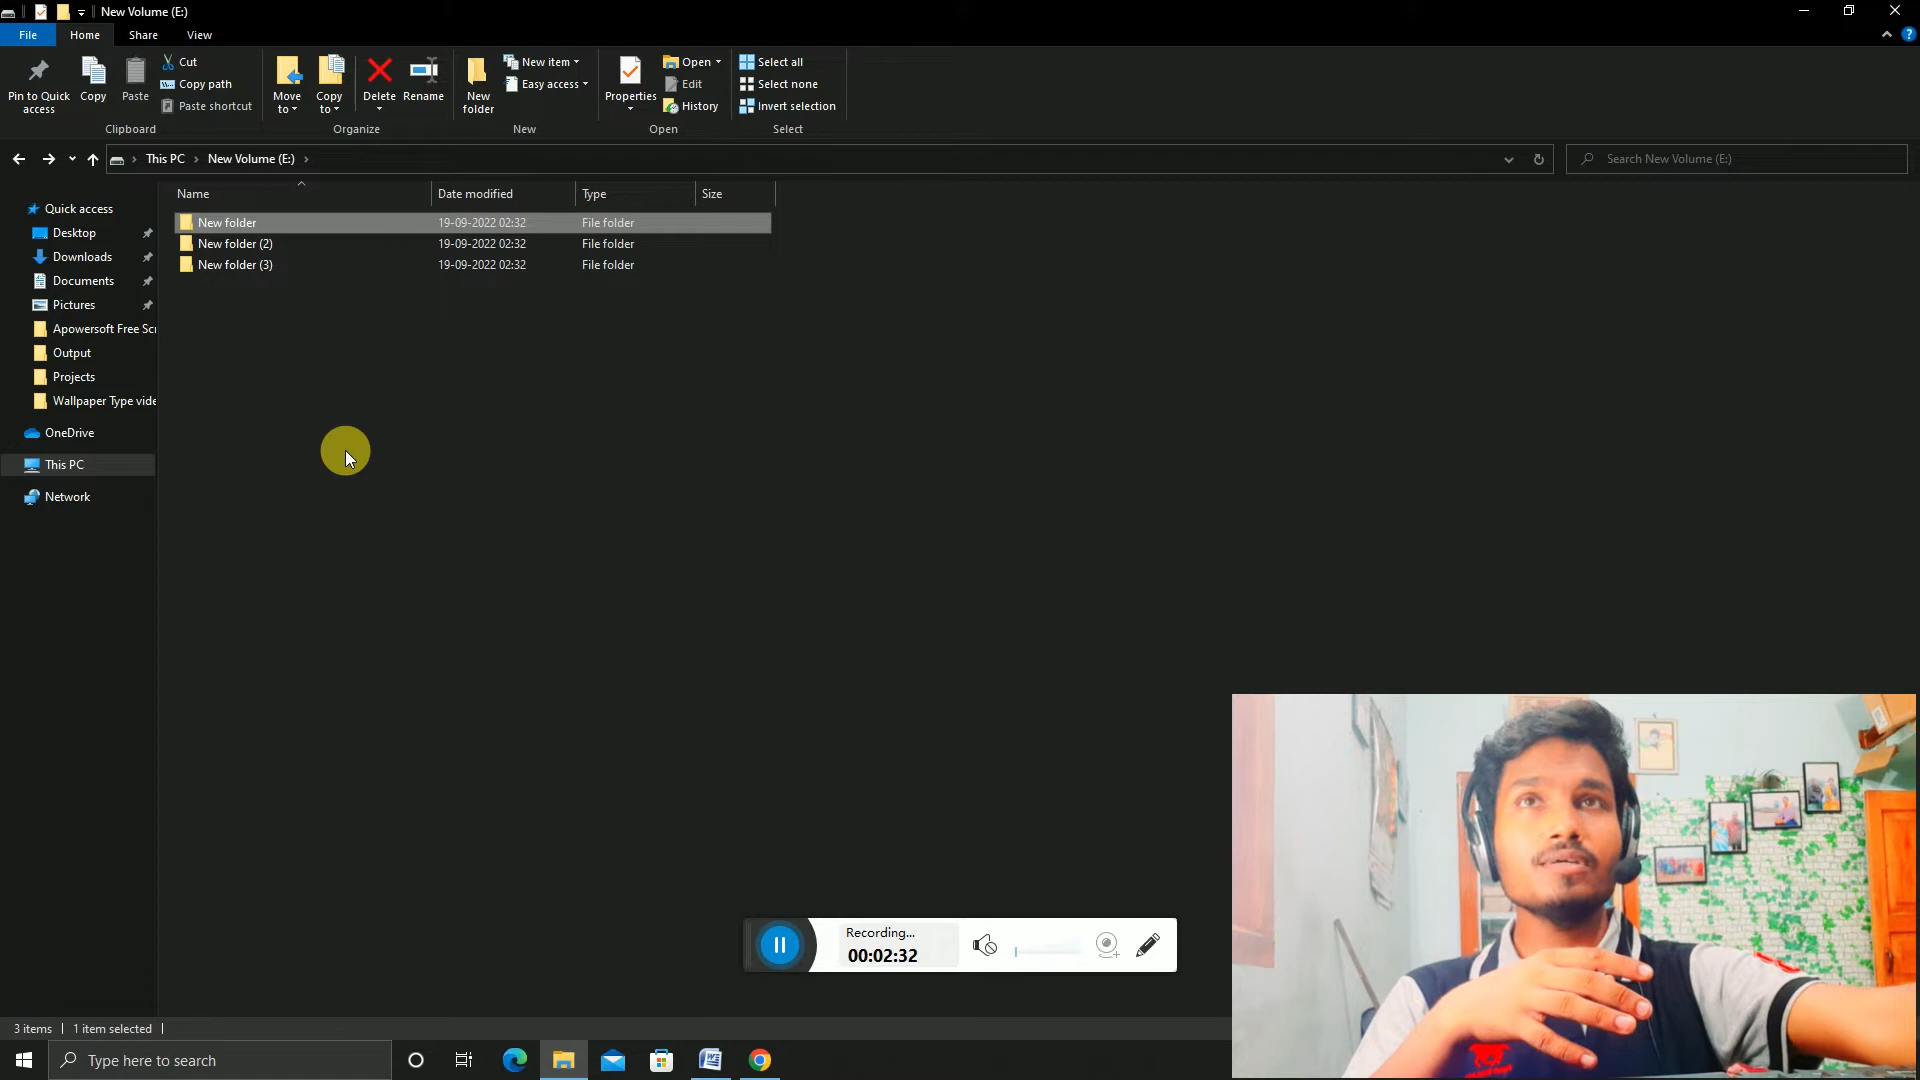 New Volume (E:)
File
Home
Share
View
Pin to Quick access
Copy
Paste
Cut
Copy path
Paste shortcut
Clipboard
Move to
Copy to
Delete
Rename
Organize
New folder
New item
Easy access
New
Properties
Open
Edit
History
Open
Select all
Select none
Invert selection
Select
This PC
New Volume (E:)
Search New Volume (E:)
Name
Date modified
Type
Size
New folder 19-09-2022 02:32 File folder
New folder (2) 19-09-2022 02:32 File folder
New folder (3) 19-09-2022 02:32 File folder
Quick access
Desktop
Downloads
Documents
Pictures
Apowersoft Free Scr
Output
Projects
Wallpaper Type vide
OneDrive
This PC
Network
Recording...
00:02:32
3 items
1 item selected
Type here to search